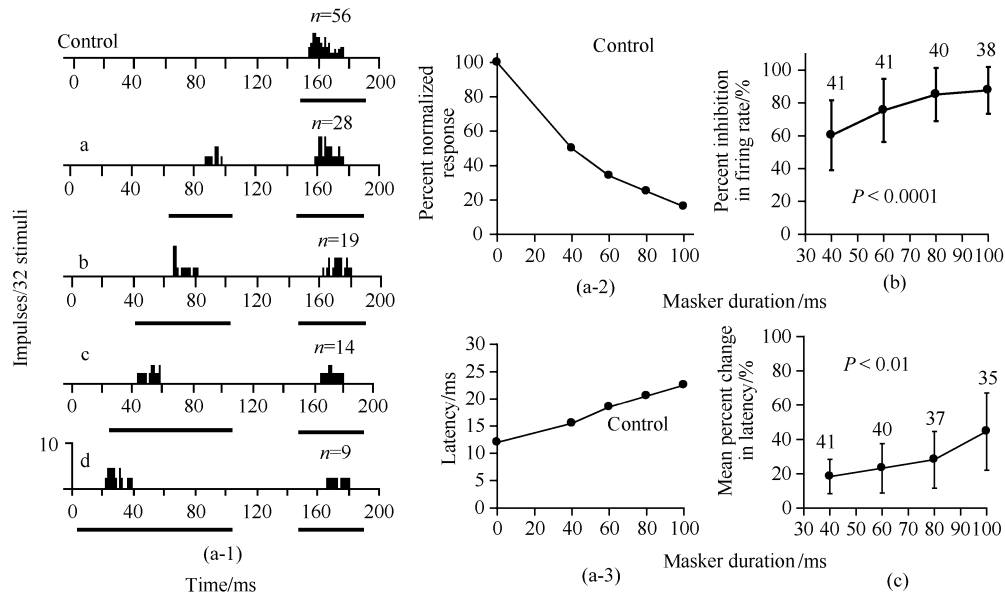 Impulses/32 stimuli
Control
n=56
0 40 80 120 160 200
a
n=28
0 40 80 120 160 200
b
n=19
0 40 80 120 160 200
c
n=14
0 40 80 120 160 200
10
d
n=9
0 40 80 120 160 200
(a-1)
Time/ms
Control
Percent normalized
response
100
80
60
40
20
0
0 20 40 60 80 100
(a-2)
Percent inhibition
in firing rate/%
100
80
60
40
20
0
41 41 40 38
P < 0.0001
30 40 50 60 70 80 90 100
(b)
Masker duration /ms
Latency/ms
30
25
20
15
10
5
0
Control
0 20 40 60 80 100
(a-3)
Mean percent change
in latency/%
100
80
60
40
20
0
P < 0.01
41 40 37 35
30 40 50 60 70 80 90 100
Masker duration /ms
(c)